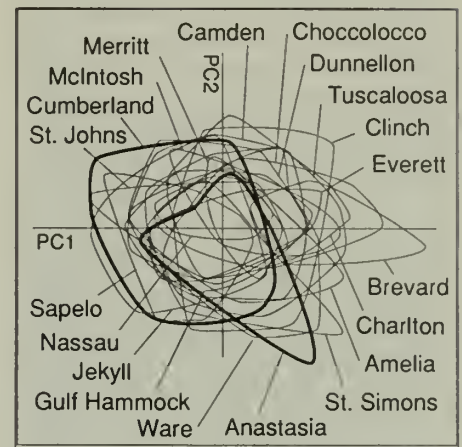 Camden
Choccolocco
Merritt
Dunnellon
McIntosh
PC2
Tuscaloosa
Cumberland
Clinch
St. Johns
Everett
PC1
Brevard
Sapelo
Charlton
Nassau
Amelia
Jekyll
St. Simons
Gulf Hammock
Ware
Anastasia